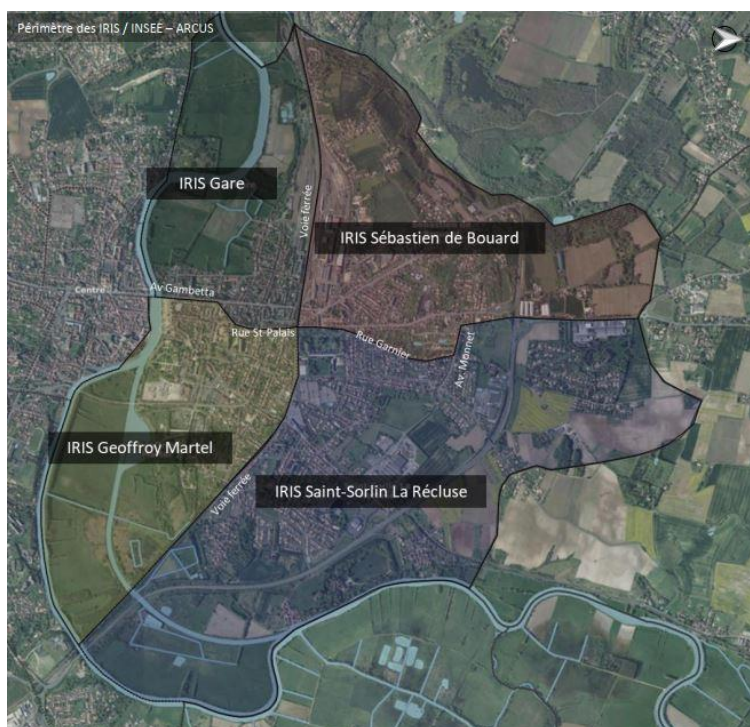 Périmètre des IRIS / INSEE – ARCUS
IRIS Gare
Voie ferrée
IRIS Sébastien de Bouard
Centre
Av Gambetta
Rue St-Palais
Rue Garnier
Av. Monnet
IRIS Geoffroy Martel
IRIS Saint-Sorlin La Récluse
Voie ferrée